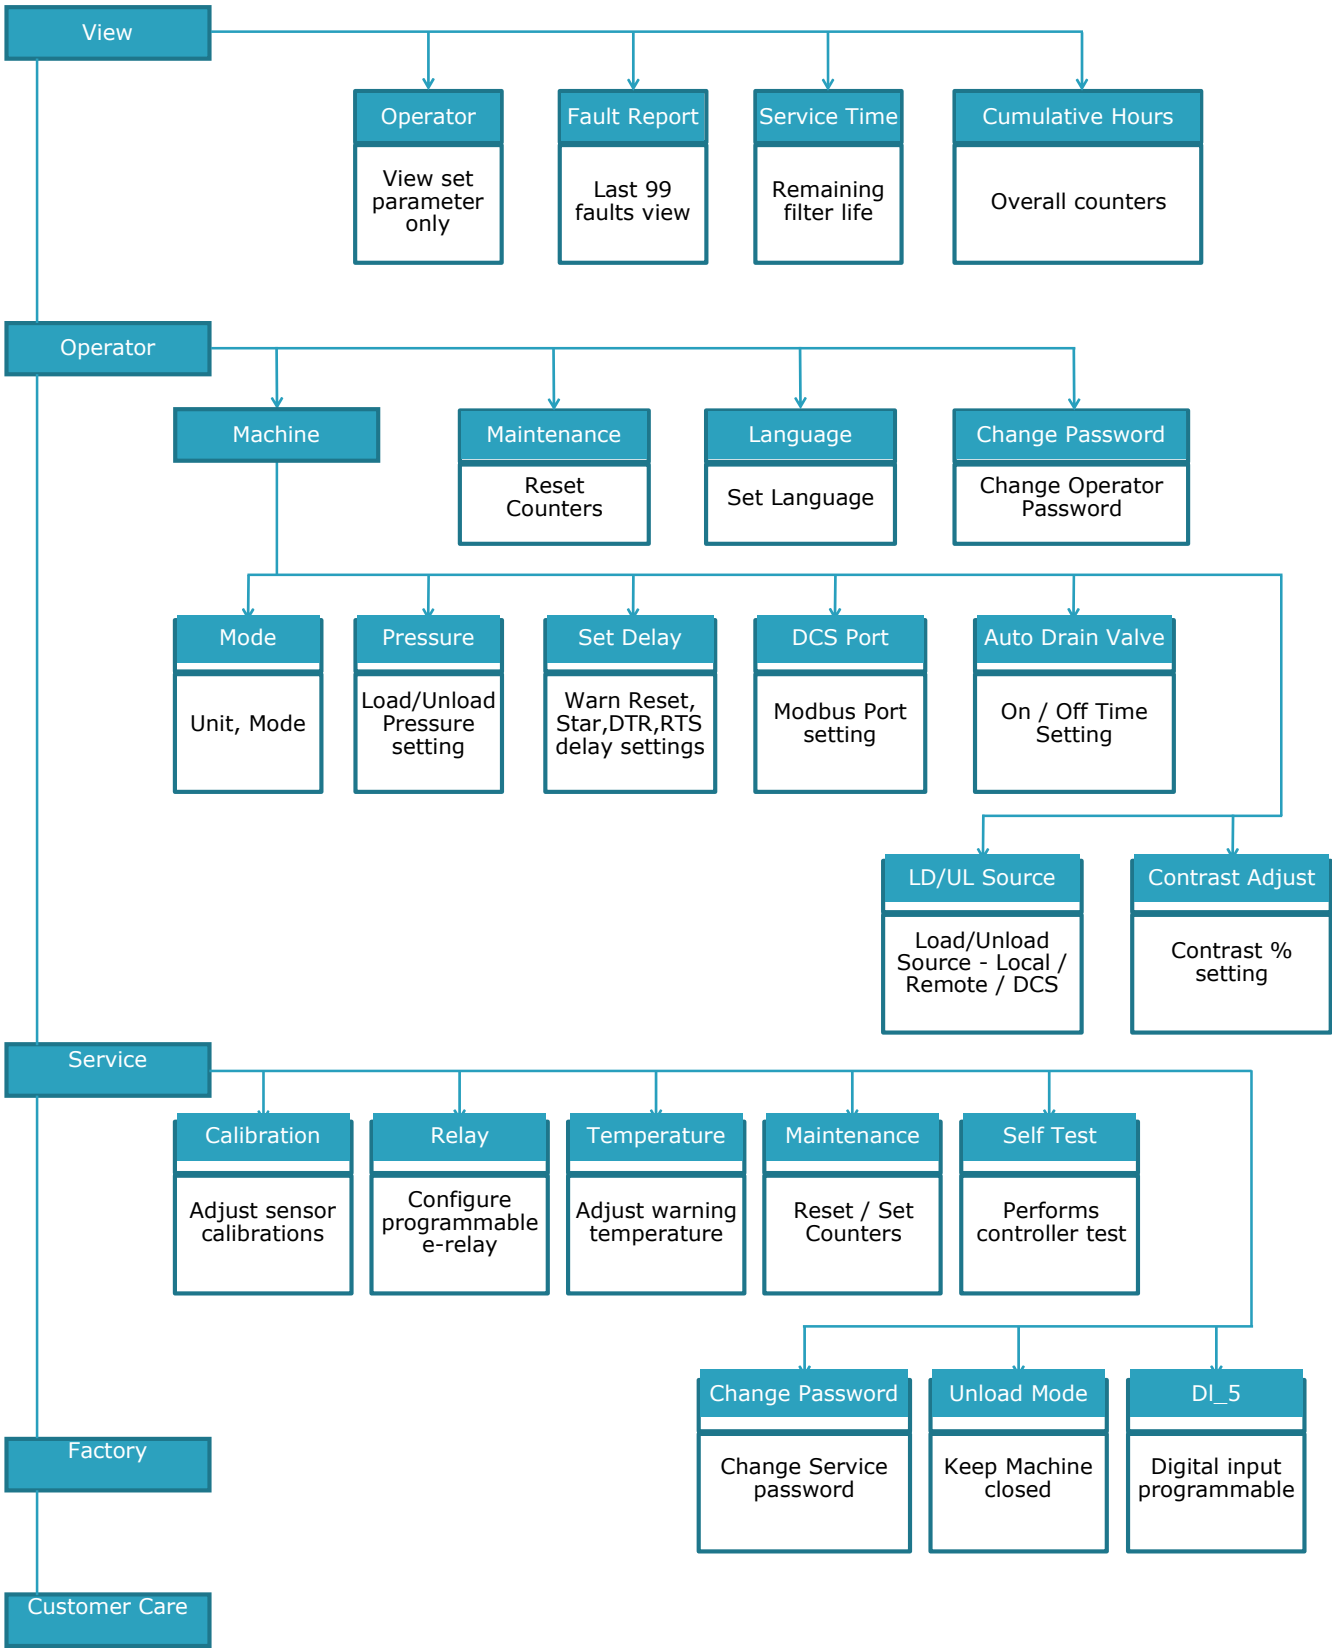 View
Operator
Fault Report
Service Time
Cumulative Hours
View set
parameter
only
Last 99
faults view
Remaining
filter life
Overall counters
Operator
Machine
Maintenance
Language
Change Password
Reset
Counters
Set Language
Change Operator
Password
Mode
Pressure
Set Delay
DCS Port
Auto Drain Valve
Unit, Mode
Load/Unload
Pressure
setting
Warn Reset,
Star,DTR,RTS
delay settings
Modbus Port
setting
On / Off Time
Setting
LD/UL Source
Contrast Adjust
Load/Unload
Source - Local /
Remote / DCS
Contrast %
setting
Service
Calibration
Relay
Temperature
Maintenance
Self Test
Adjust sensor
calibrations
Configure
programmable
e-relay
Adjust warning
temperature
Reset / Set
Counters
Performs
controller test
Change Password
Unload Mode
Dl_5
Change Service
password
Keep Machine
closed
Digital input
programmable
Factory
Customer Care